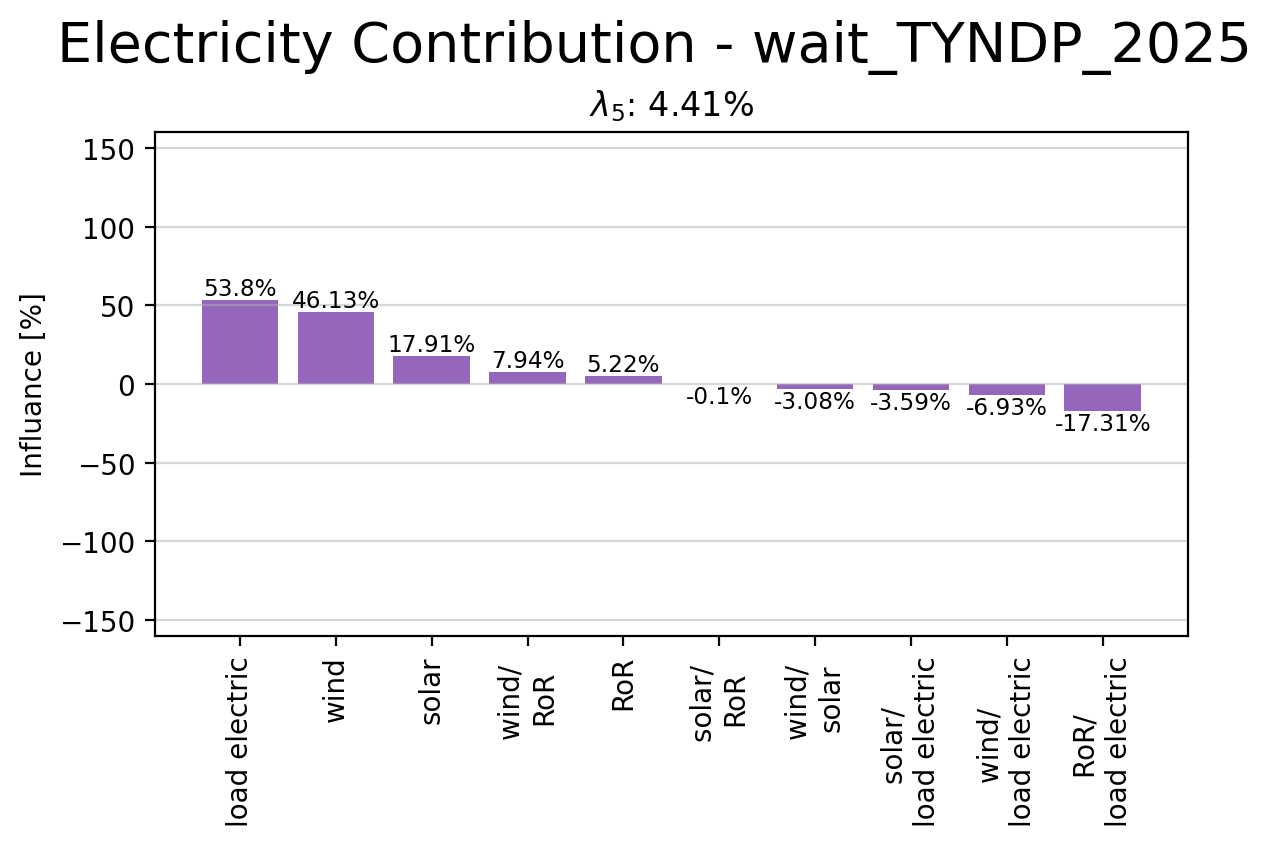 Electricity Contribution - wait_TYNDP_2025
λ5: 4.41%
Influance [%]
150
100
50
0
−50
−100
−150
53.8%
46.13%
17.91%
7.94%
5.22%
-0.1%
-3.08%
-3.59%
-6.93%
-17.31%
load electric
wind
solar
wind/
RoR
RoR
solar/
RoR
wind/
solar
solar/
load electric
wind/
load electric
RoR/
load electric